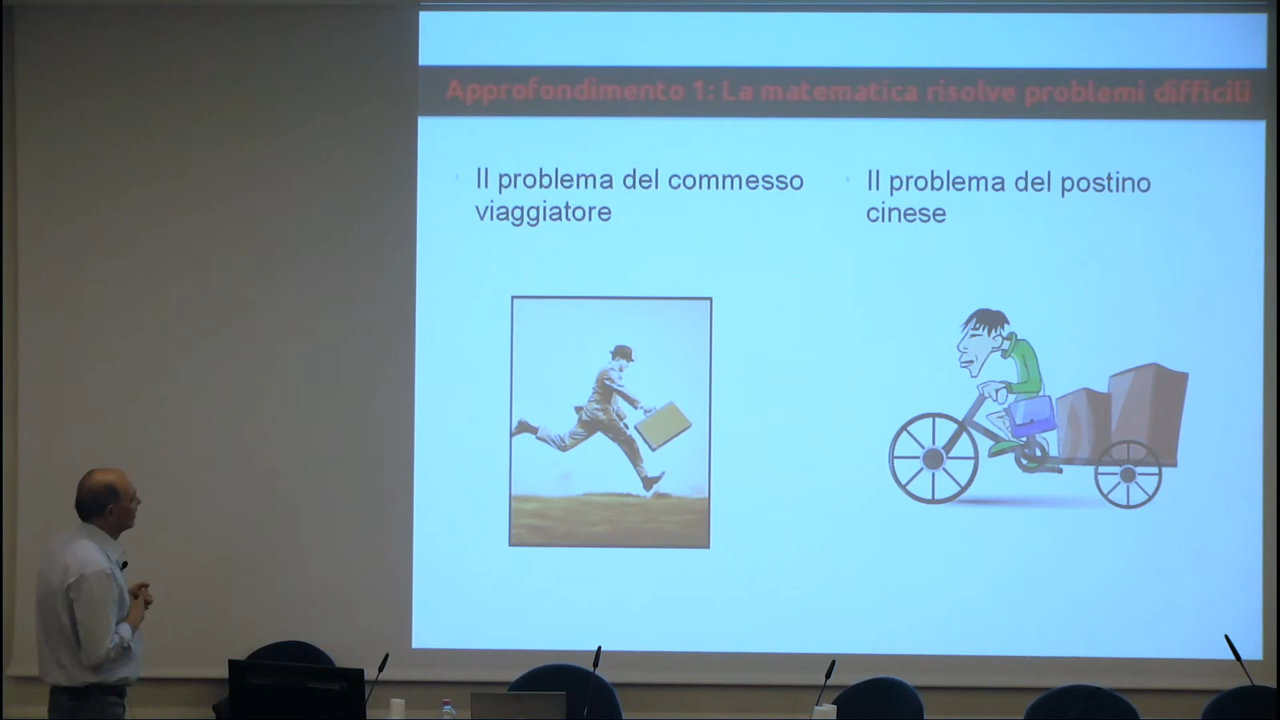 Approfondimento 1: La matematica risolve problemi difficili
Il problema del commesso
viaggiatore
Il problema del postino
cinese